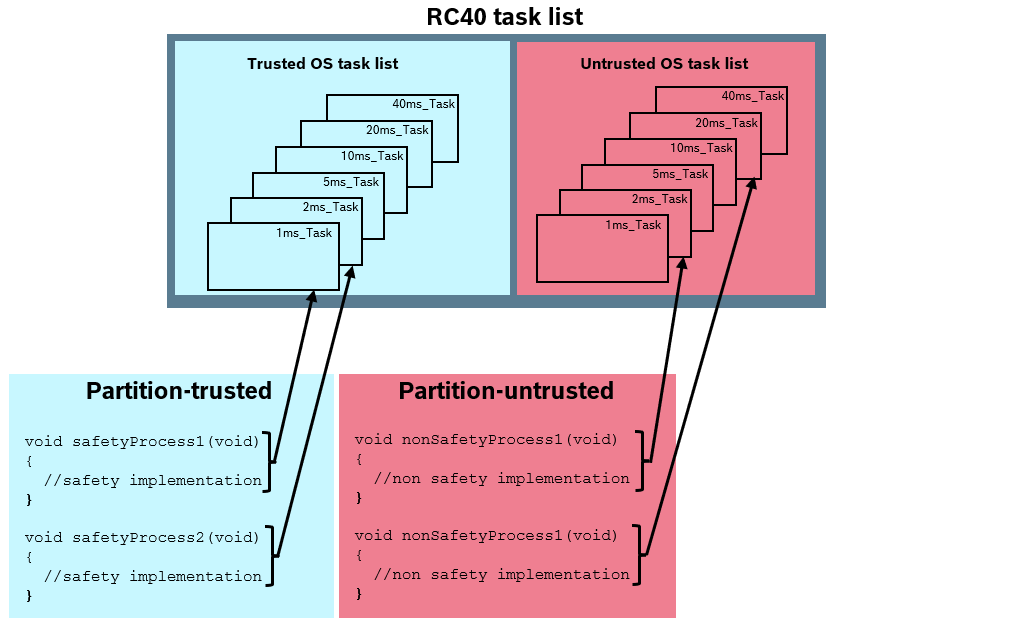 RC40 task list
Trusted OS task list
40ms_Task
20ms_Task
10ms_Task
5ms_Task
2ms_Task
1ms_Task
Untrusted OS task list
40ms_Task
20ms_Task
10ms_Task
5ms_Task
2ms_Task
1ms_Task
Partition-trusted
void safetyProcess1(void)
{
//safety implementation
}
void safetyProcess2(void)
{
//safety implementation
}
Partition-untrusted
void nonSafetyProcess1(void)
{
//non safety implementation
}
void nonSafetyProcess1(void)
{
//non safety implementation
}